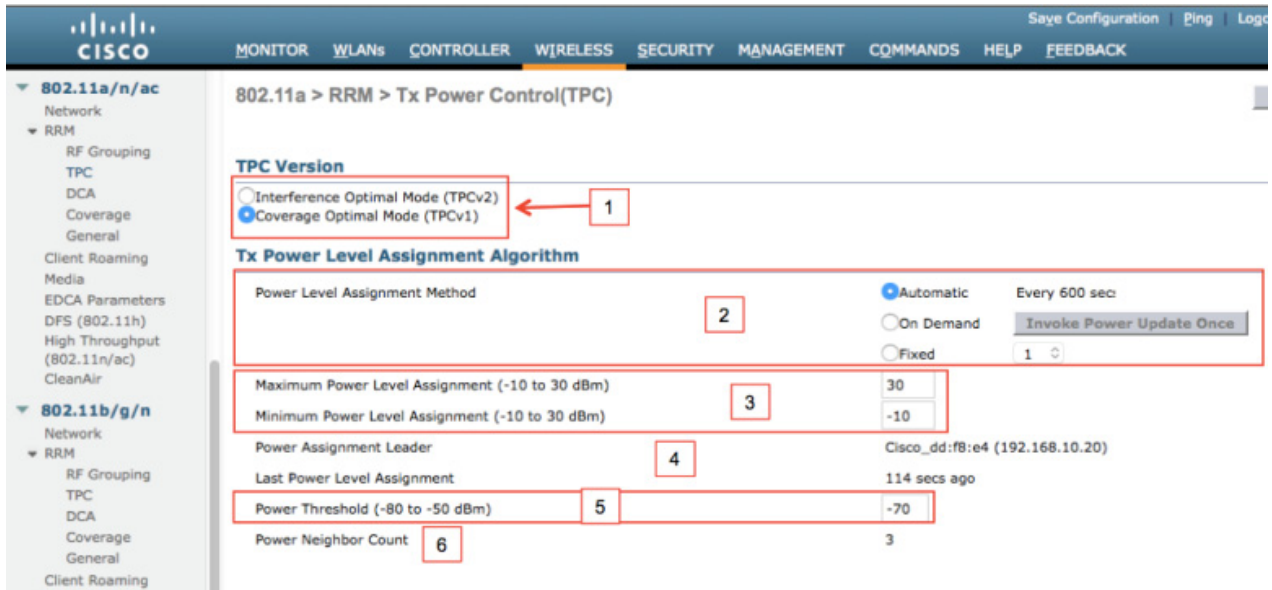 Save Configuration | Ping | Logo
CISCO
MONITOR WLANs CONTROLLER WIRELESS SECURITY MANAGEMENT COMMANDS HELP FEEDBACK
802.11a/n/ac
Network
RRM
RF Grouping
TPC
DCA
Coverage
General
Client Roaming
Media
EDCA Parameters
DFS (802.11h)
High Throughput
(802.11n/ac)
CleanAir
802.11b/g/n
Network
RRM
RF Grouping
TPC
DCA
Coverage
General
Client Roaming
802.11a > RRM > Tx Power Control(TPC)
TPC Version
Interference Optimal Mode (TPCv2)
Coverage Optimal Mode (TPCv1)
1
Tx Power Level Assignment Algorithm
Power Level Assignment Method
2
Automatic Every 600 sec
On Demand Invoke Power Update Once
Fixed 1
Maximum Power Level Assignment (-10 to 30 dBm) 30
3
Minimum Power Level Assignment (-10 to 30 dBm) -10
Power Assignment Leader Cisco_dd:f8:e4 (192.168.10.20)
4
Last Power Level Assignment 114 secs ago
Power Threshold (-80 to -50 dBm) 5 -70
Power Neighbor Count 6 3